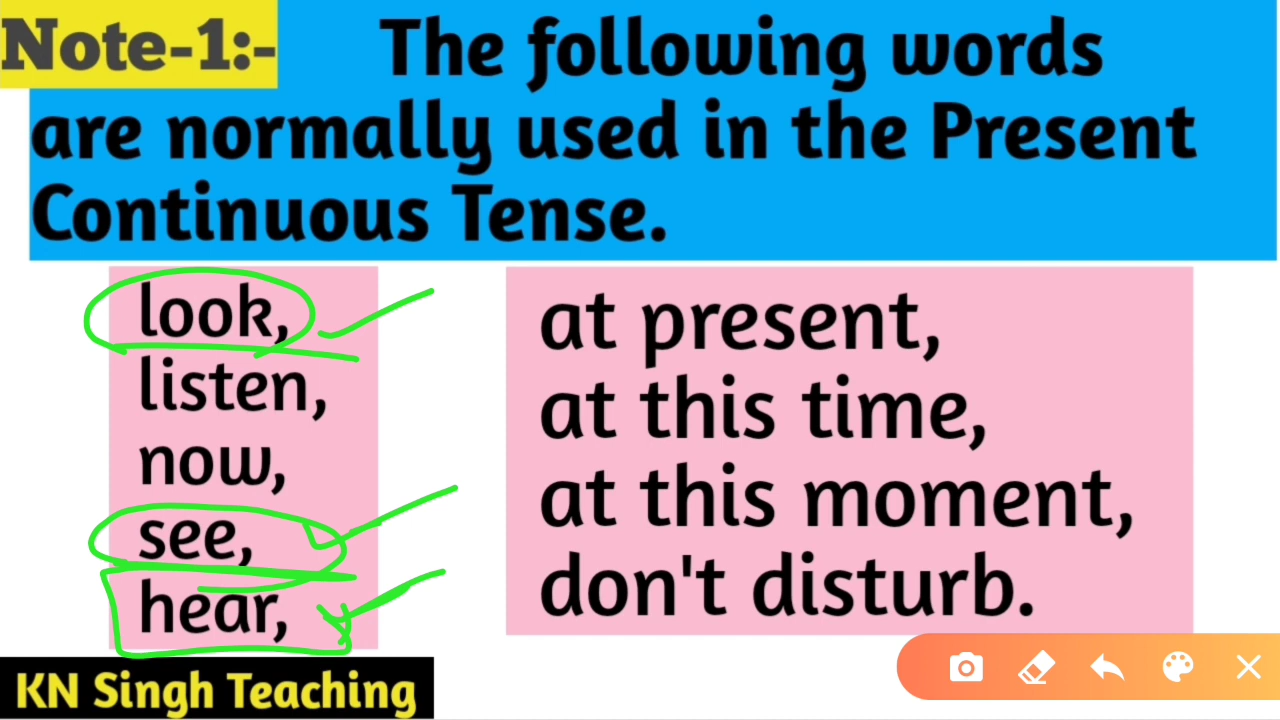 Note-1:- The following words
are normally used in the Present
Continuous Tense.
look,
listen,
now,
see,
hear,
at present,
at this time,
at this moment,
don't disturb.
KN Singh Teaching